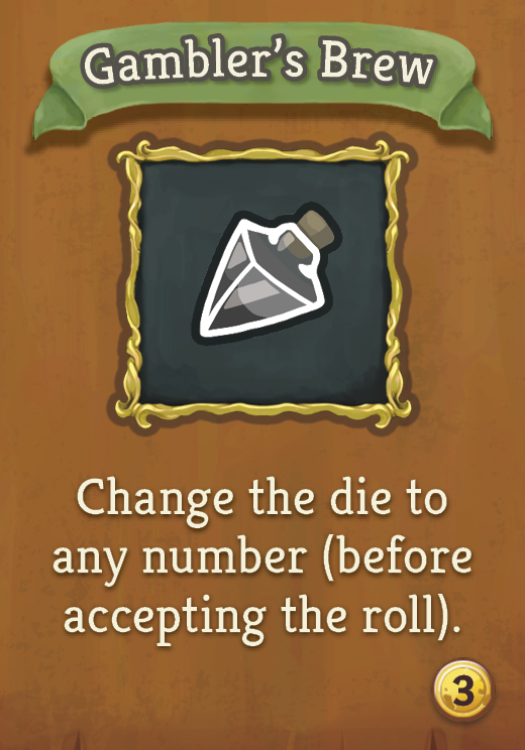 Gambler's Brew
Change the die to
any number (before
accepting the roll).
3